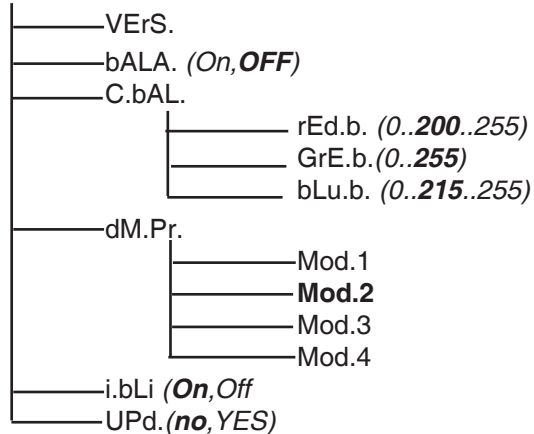 VErS.
bALA. (On,OFF)
C.bAL.
rEd.b. (0..200..255)
GrE.b.(0..255)
bLu.b. (0..215..255)
dM.Pr.
Mod.1
Mod.2
Mod.3
Mod.4
i.bLi (On,Off
UPd.(no,YES)